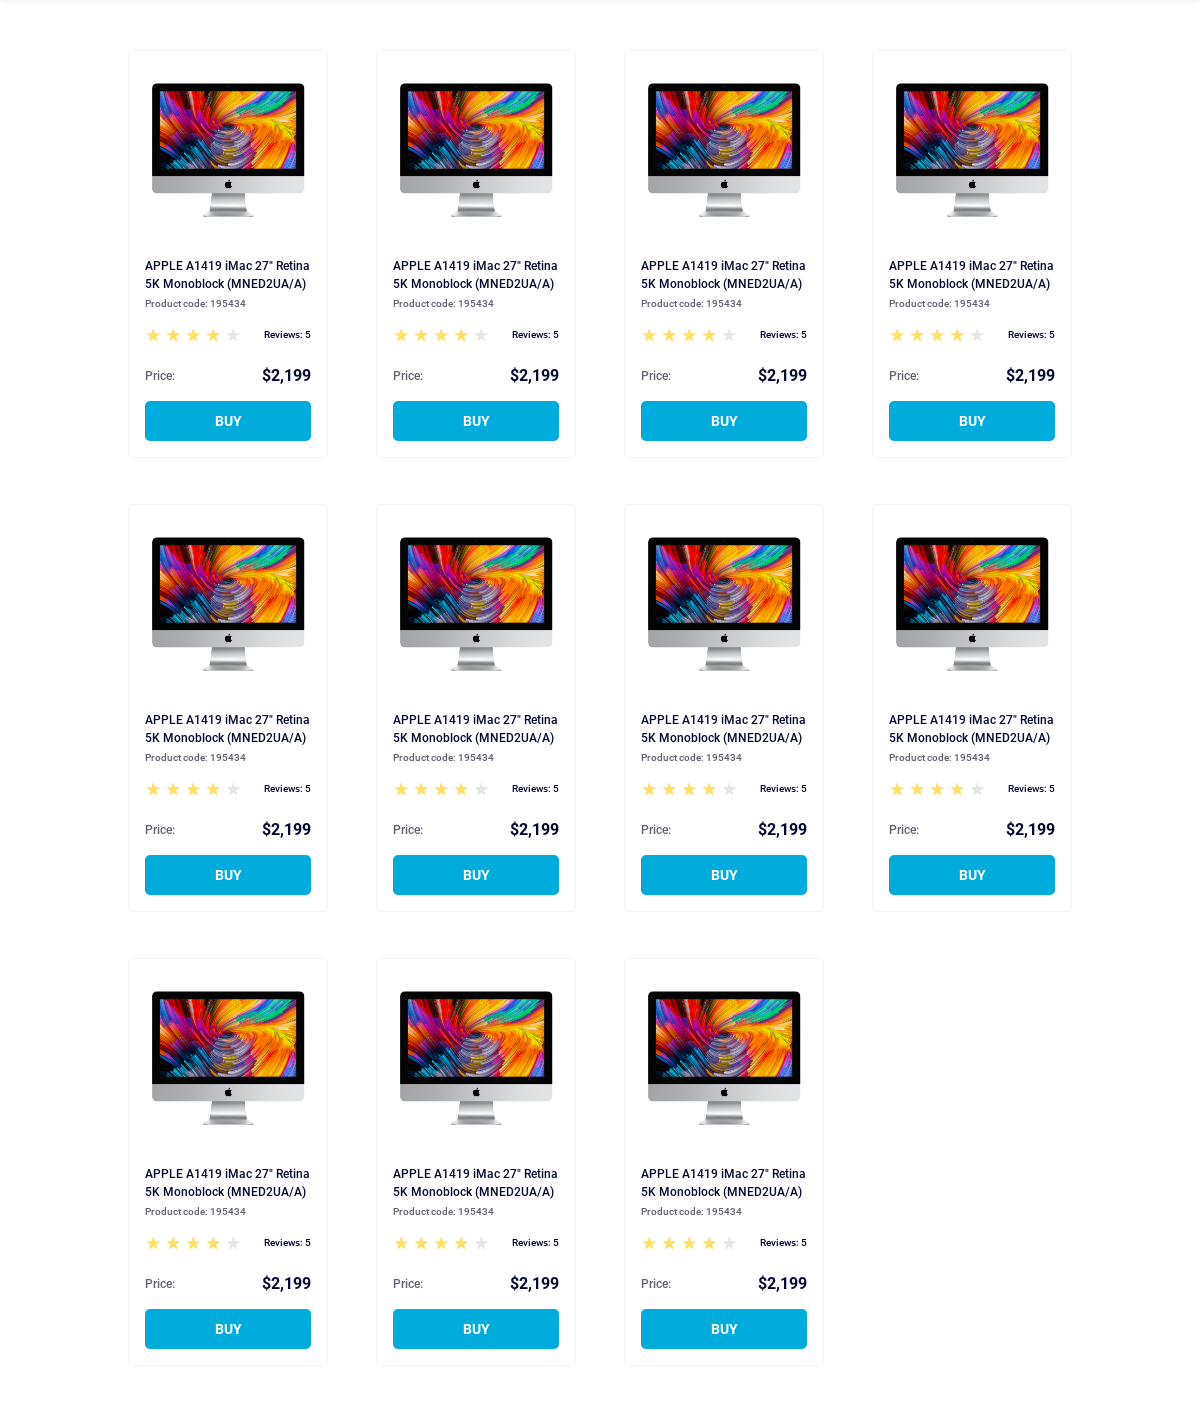 APPLE A1419 iMac 27" Retina
5K Monoblock (MNED2UA/A)
Product code: 195434
Reviews: 5
Price: $2,199
BUY
APPLE A1419 iMac 27" Retina
5K Monoblock (MNED2UA/A)
Product code: 195434
Reviews: 5
Price: $2,199
BUY
APPLE A1419 iMac 27" Retina
5K Monoblock (MNED2UA/A)
Product code: 195434
Reviews: 5
Price: $2,199
BUY
APPLE A1419 iMac 27" Retina
5K Monoblock (MNED2UA/A)
Product code: 195434
Reviews: 5
Price: $2,199
BUY
APPLE A1419 iMac 27" Retina
5K Monoblock (MNED2UA/A)
Product code: 195434
Reviews: 5
Price: $2,199
BUY
APPLE A1419 iMac 27" Retina
5K Monoblock (MNED2UA/A)
Product code: 195434
Reviews: 5
Price: $2,199
BUY
APPLE A1419 iMac 27" Retina
5K Monoblock (MNED2UA/A)
Product code: 195434
Reviews: 5
Price: $2,199
BUY
APPLE A1419 iMac 27" Retina
5K Monoblock (MNED2UA/A)
Product code: 195434
Reviews: 5
Price: $2,199
BUY
APPLE A1419 iMac 27" Retina
5K Monoblock (MNED2UA/A)
Product code: 195434
Reviews: 5
Price: $2,199
BUY
APPLE A1419 iMac 27" Retina
5K Monoblock (MNED2UA/A)
Product code: 195434
Reviews: 5
Price: $2,199
BUY
APPLE A1419 iMac 27" Retina
5K Monoblock (MNED2UA/A)
Product code: 195434
Reviews: 5
Price: $2,199
BUY